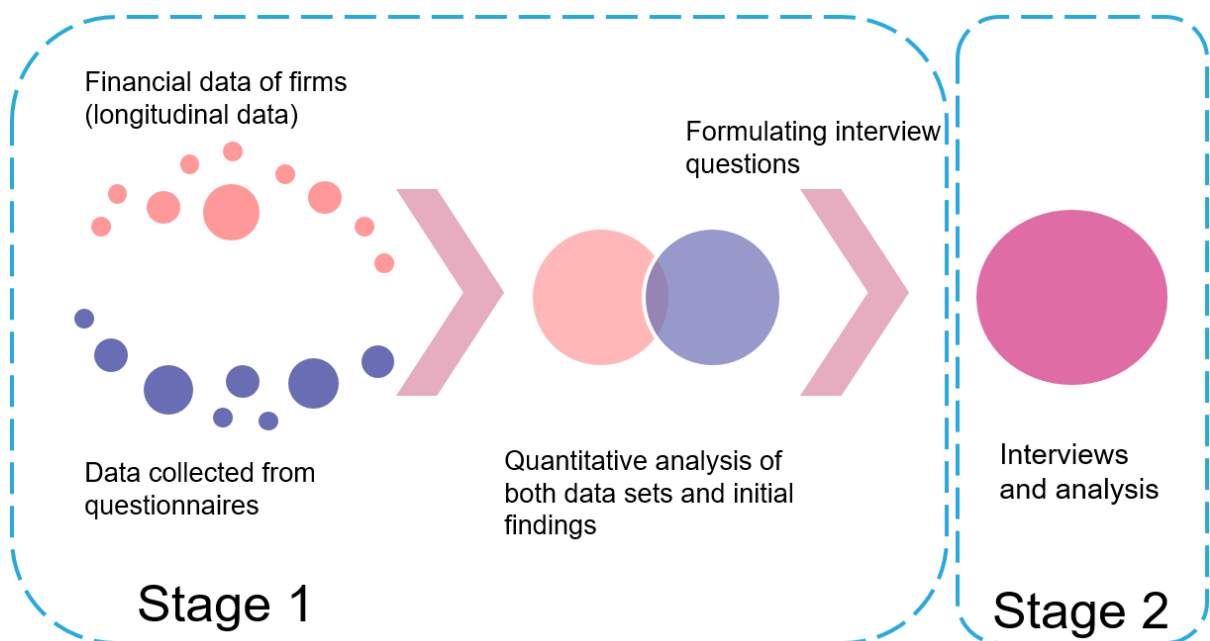 Financial data of firms
(longitudinal data)
Data collected from
questionnaires
Quantitative analysis of
both data sets and initial
findings
Formulating interview
questions
Stage 1
Interviews
and analysis
Stage 2